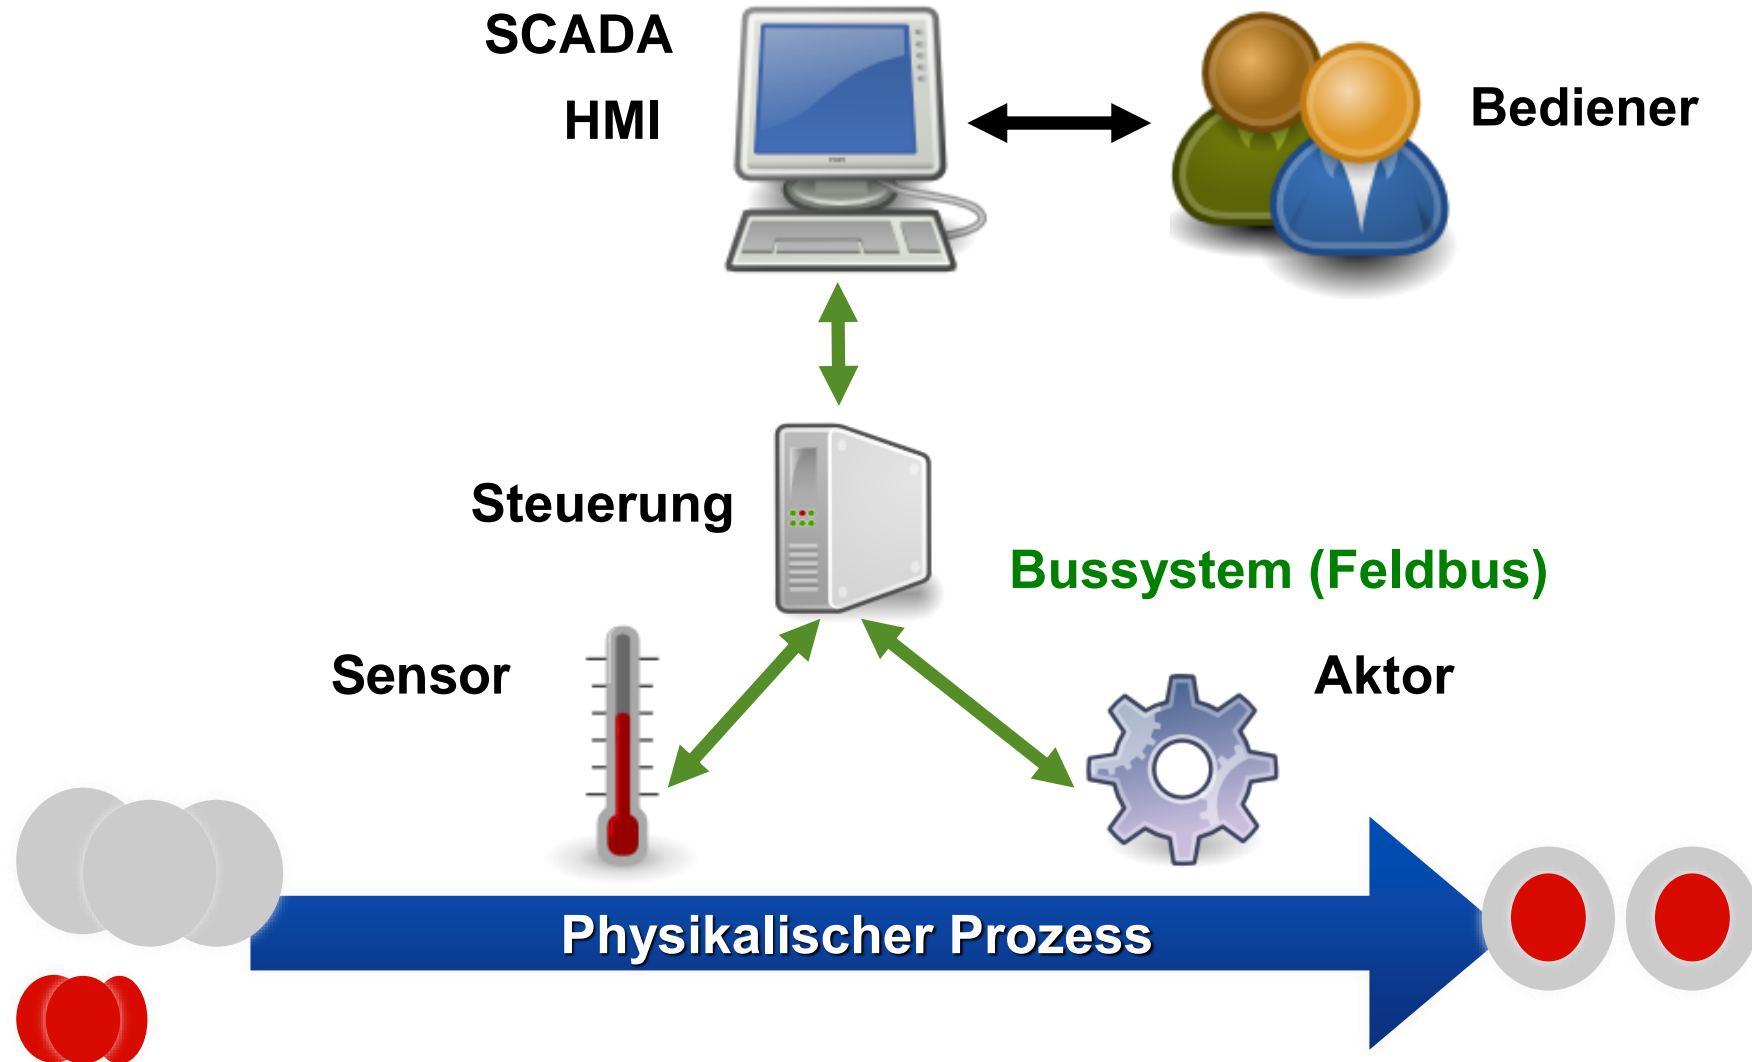 SCADA
HMI
Bediener
Steuerung
Bussystem (Feldbus)
Sensor
Aktor
Physikalischer Prozess